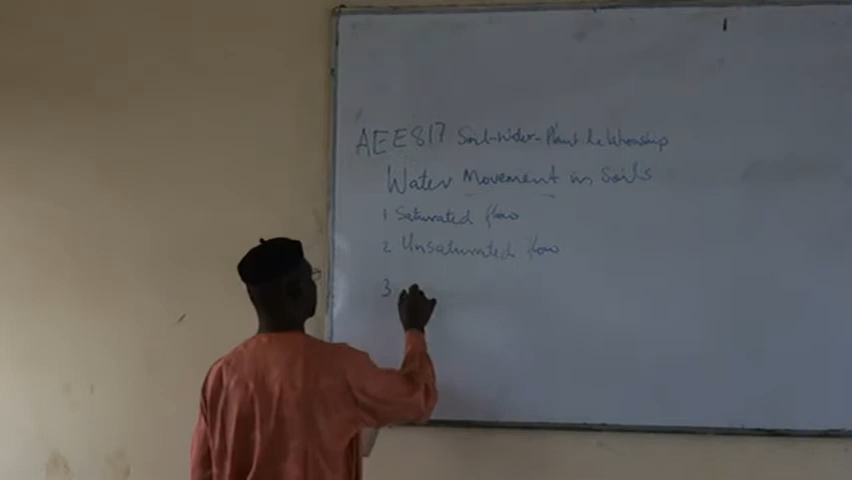 AEE817 Soil-Water-Plant Relationship
Water Movement in Soils
1 Saturated flow
2 Unsaturated flow
3